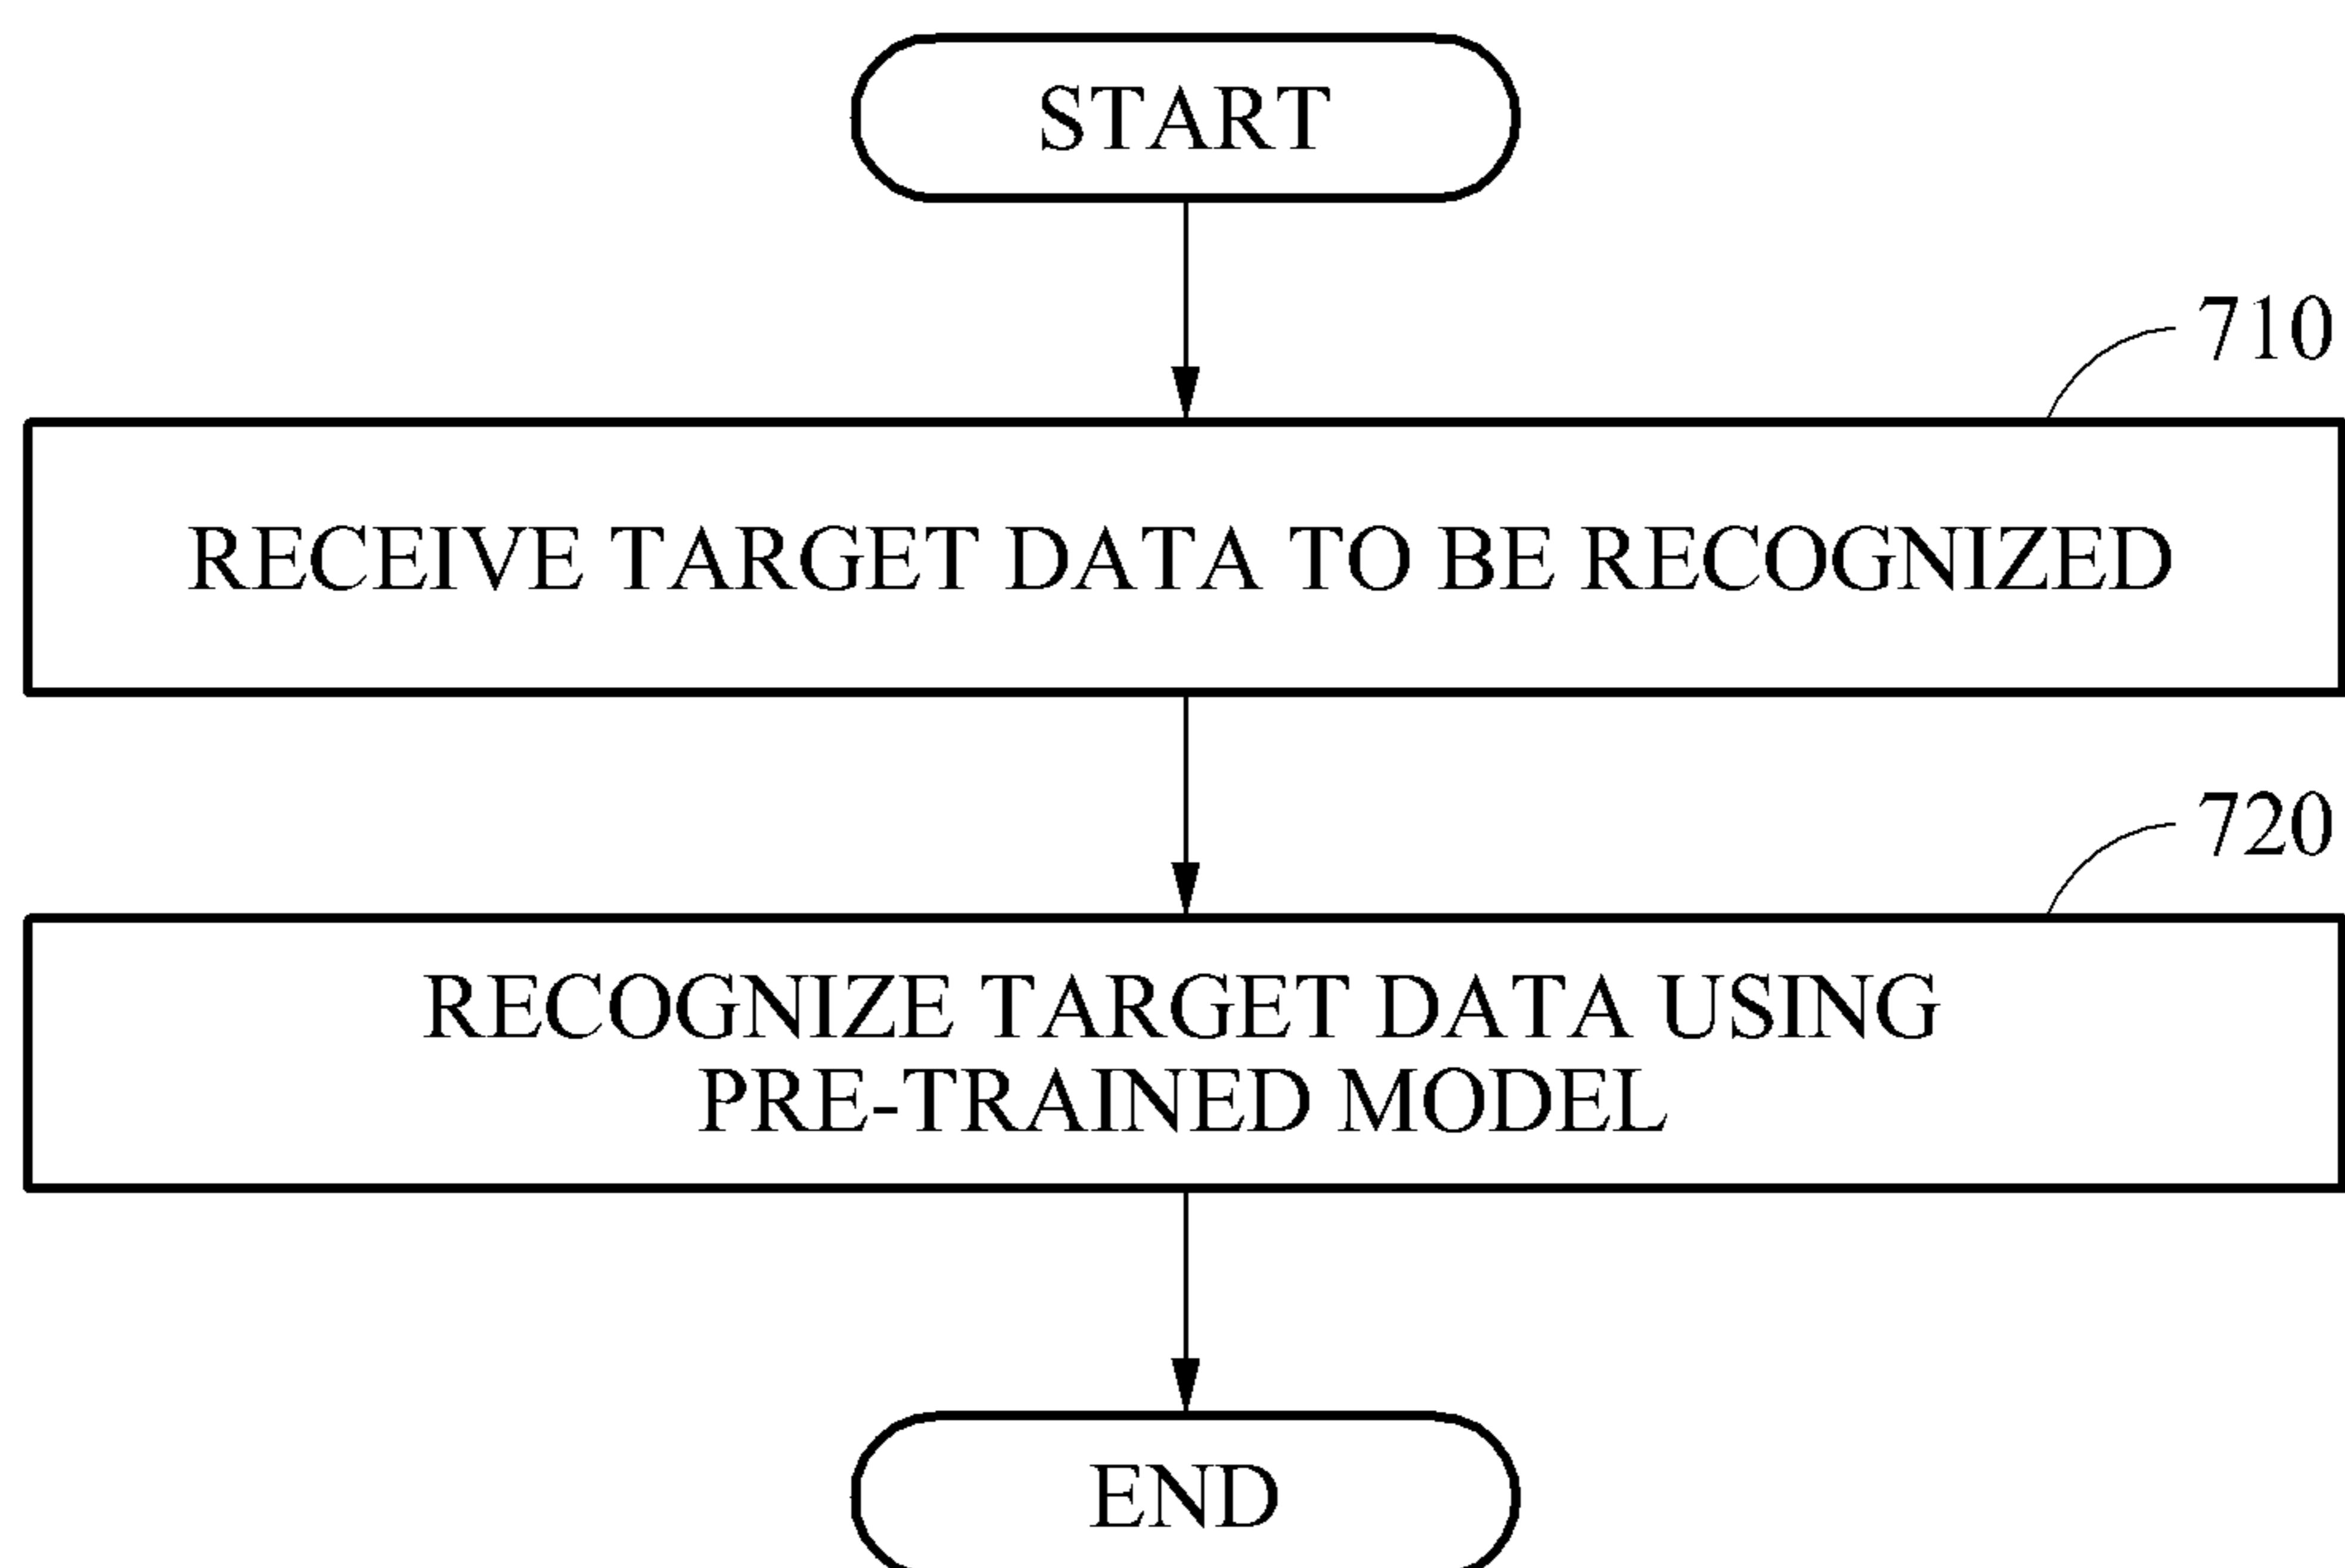 START
710
RECEIVE TARGET DATA TO BE RECOGNIZED
720
RECOGNIZE TARGET DATA USING
PRE-TRAINED MODEL
END